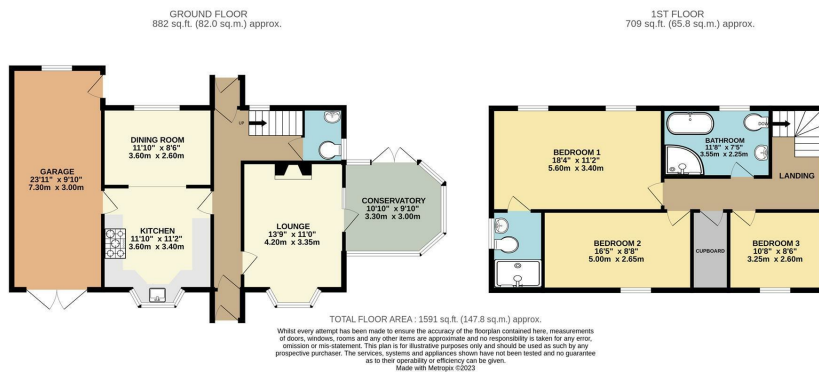 GROUND FLOOR
882 sq.ft. (82.0 sq.m.) approx.
1ST FLOOR
709 sq.ft. (65.8 sq.m.) approx.
GARAGE
23'11" x 9'10"
7.30m x 3.00m
DINING ROOM
11'10" x 8'6"
3.60m x 2.60m
KITCHEN
11'10" x 11'2"
3.60m x 3.40m
UP
LOUNGE
13'9" x 11'0"
4.20m x 3.35m
CONSERVATORY
10'10" x 9'10"
3.30m x 3.00m
BEDROOM 1
18'4" x 11'2"
5.60m x 3.40m
BATHROOM
11'8" x 7'5"
3.55m x 2.25m
DOWN
LANDING
BEDROOM 2
16'5" x 8'8"
5.00m x 2.65m
CUPBOARD
BEDROOM 3
10'8" x 8'6"
3.25m x 2.60m
TOTAL FLOOR AREA : 1591 sq.ft. (147.8 sq.m.) approx.
Whilst every attempt has been made to ensure the accuracy of the floorplan contained here, measurements
of doors, windows, rooms and any other items are approximate and no responsibility is taken for any error,
omission or mis-statement. This plan is for illustrative purposes only and should be used as such by any
prospective purchaser. The services, systems and appliances shown have not been tested and no guarantee
as to their operability or efficiency can be given.
Made with Metropix ©2023